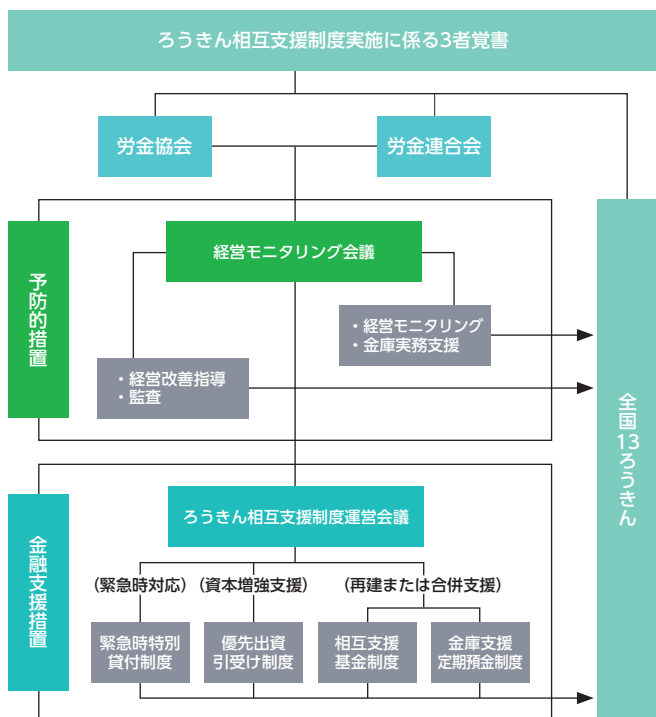 ろうきん相互支援制度実施に係る3者覚書
労金協会
労金連合会
予防的措置
経営モニタリング会議
・経営モニタリング
・金庫実務支援
・経営改善指導
・監査
全国13ろうきん
金融支援措置
ろうきん相互支援制度運営会議
(緊急時対応)
(資本増強支援)
(再建または合併支援)
緊急時特別
貸付制度
優先出資
引受け制度
相互支援
基金制度
金庫支援
定期預金制度